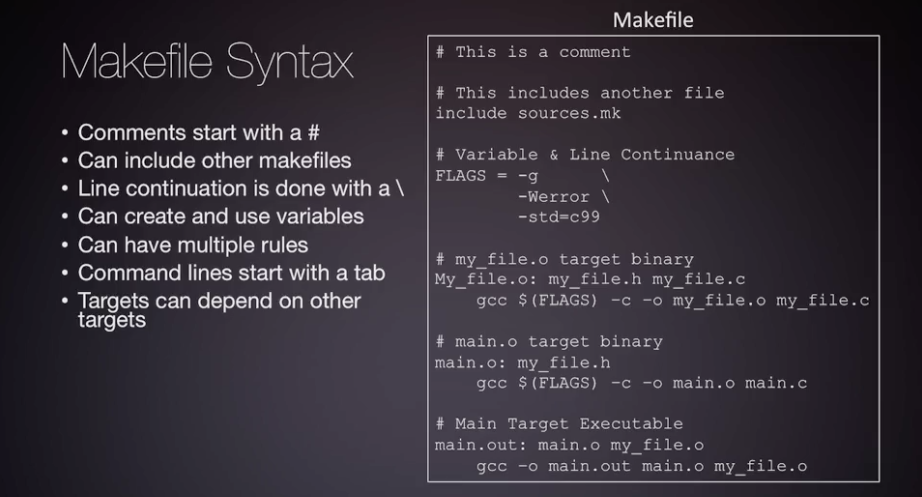 Makefile Syntax
• Comments start with a #
• Can include other makefiles
• Line continuation is done with a \
• Can create and use variables
• Can have multiple rules
• Command lines start with a tab
• Targets can depend on other
targets
Makefile
# This is a comment
# This includes another file
include sources.mk
# Variable & Line Continuance
FLAGS = -g      \
        -Werror \
        -std=c99
# my_file.o target binary
My_file.o: my_file.h my_file.c
    gcc $(FLAGS) -c -o my_file.o my_file.c
# main.o target binary
main.o: my_file.h
    gcc $(FLAGS) -c -o main.o main.c
# Main Target Executable
main.out: main.o my_file.o
    gcc -o main.out main.o my_file.o